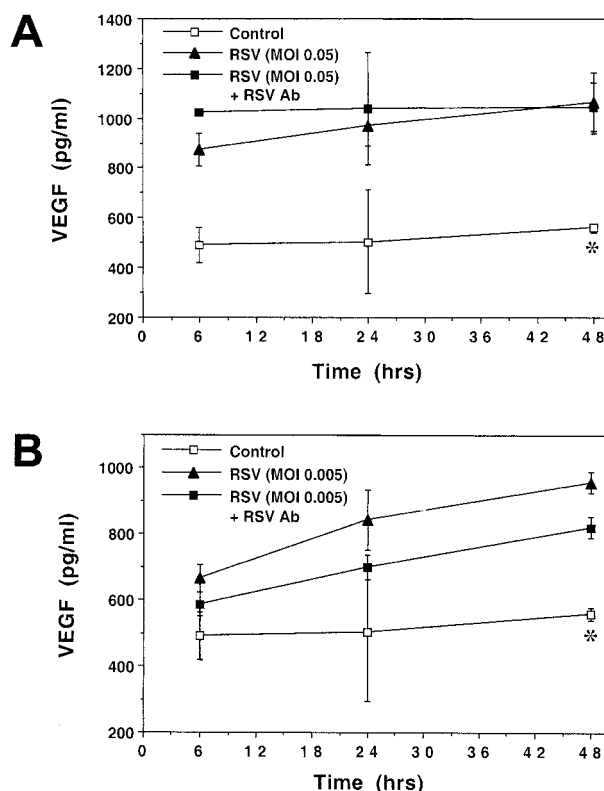 A
Control
RSV (MOI 0.05)
RSV (MOI 0.05)
+ RSV Ab
VEGF (pg/ml)
1400
1200
1000
800
600
400
200
*
0 6 12 18 24 30 36 42 48
Time (hrs)
B
Control
RSV (MOI 0.005)
RSV (MOI 0.005)
+ RSV Ab
VEGF (pg/ml)
1000
800
600
400
200
*
0 6 12 18 24 30 36 42 48
Time (hrs)